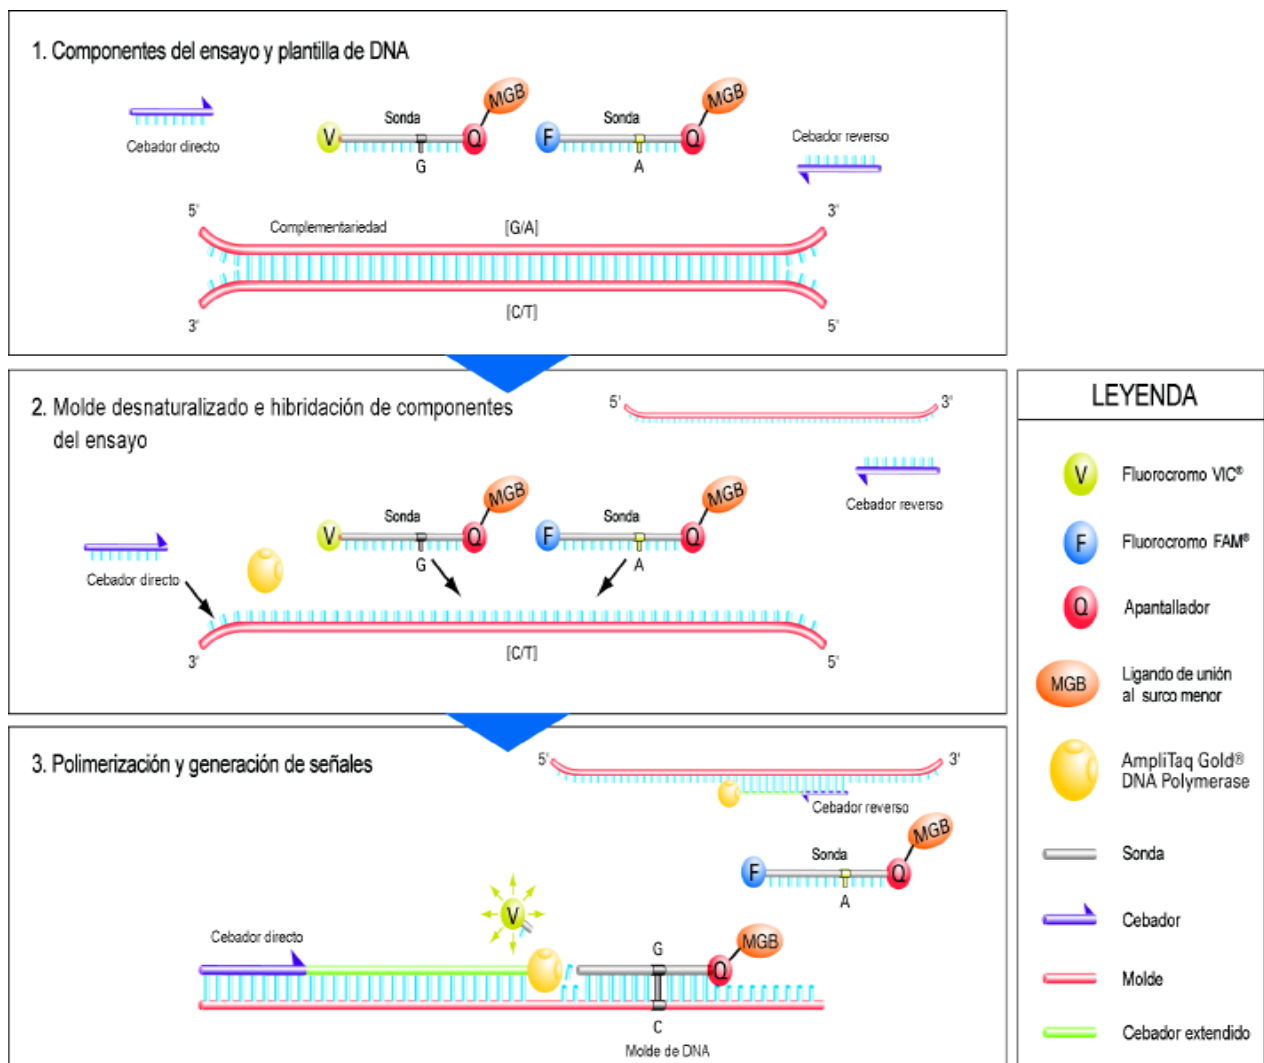 1. Componentes del ensayo y plantilla de DNA
MGB
MGB
Sonda
Sonda
V
Q
F
Q
Cebador directo
G
A
Cebador reverso
5'
3'
Complementariedad
[G/A]
[C/T]
3'
5'
2. Molde desnaturalizado e hibridación de componentes
del ensayo
5'
3'
MGB
MGB
Cebador reverso
Sonda
Sonda
V
Q
F
Q
G
A
Cebador directo
3'
[C/T]
5'
3. Polimerización y generación de señales
5'
3'
Cebador reverso
MGB
Sonda
F
Q
A
V
Cebador directo
G
MGB
Q
C
Molde de DNA
LEYENDA
V
Fluorocromo VIC®
F
Fluorocromo FAM®
Q
Apantallador
MGB
Ligando de unión
al surco menor
AmpliTaq Gold®
DNA Polymerase
Sonda
Cebador
Molde
Cebador extendido